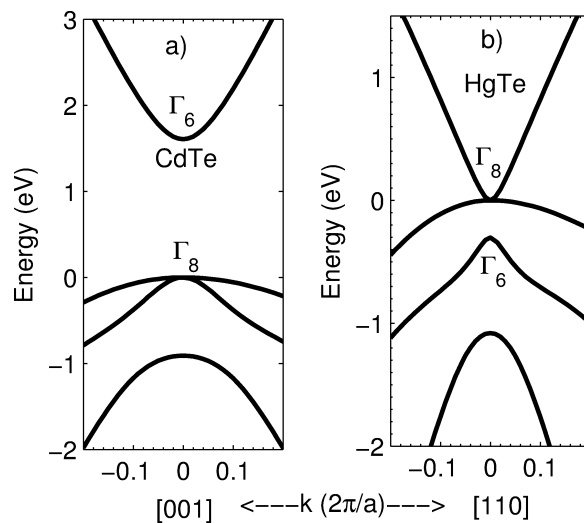 a)
Γ6
CdTe
Γ8
Energy (eV)
3
2
1
0
−1
−2
−0.1 0 0.1
[001]
b)
HgTe
Γ8
Γ6
Energy (eV)
1
0
−1
−2
−0.1 0 0.1
[110]
<---k (2π/a)--->